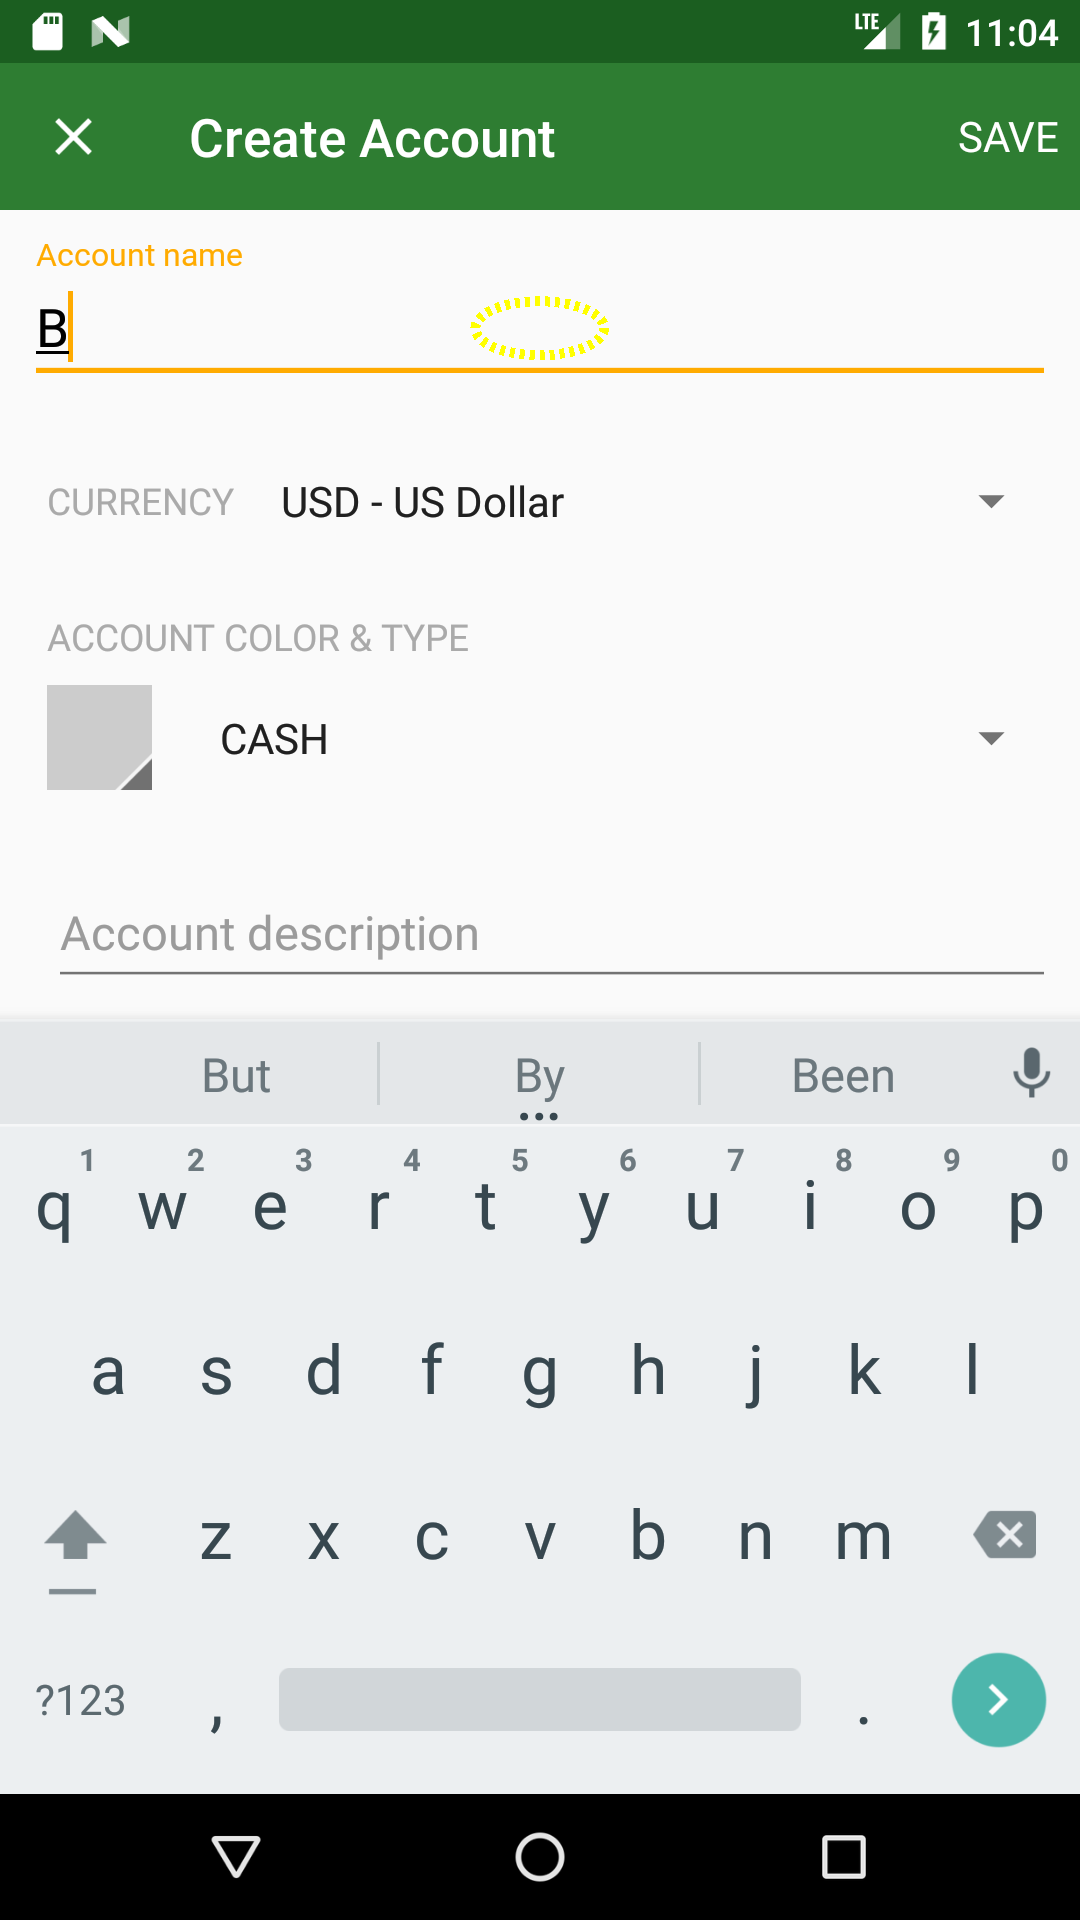 LTE 11:04
Create Account SAVE
Account name
B
CURRENCY USD - US Dollar
ACCOUNT COLOR & TYPE
CASH
Account description
But By Been
1 2 3 4 5 6 7 8 9 0
q w e r t y u i o p
a s d f g h j k l
z x c v b n m
?123 , .